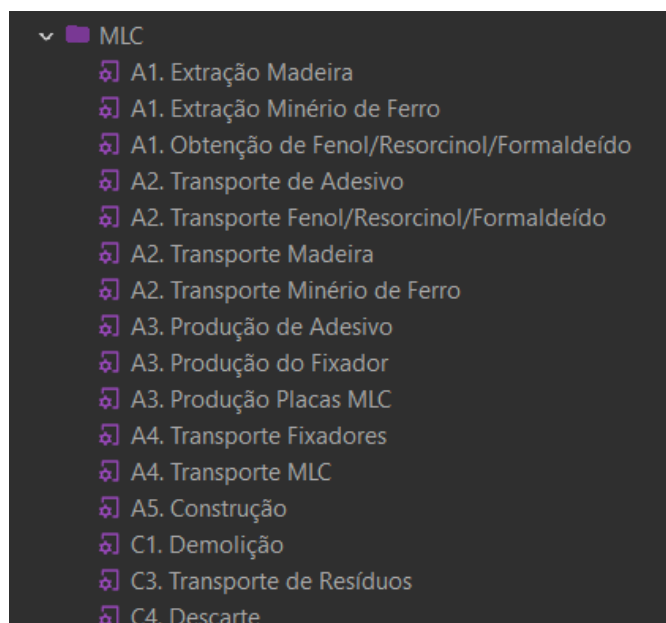 MLC
A1. Extração Madeira
A1. Extração Minério de Ferro
A1. Obtenção de Fenol/Resorcinol/Formaldeído
A2. Transporte de Adesivo
A2. Transporte Fenol/Resorcinol/Formaldeído
A2. Transporte Madeira
A2. Transporte Minério de Ferro
A3. Produção de Adesivo
A3. Produção do Fixador
A3. Produção Placas MLC
A4. Transporte Fixadores
A4. Transporte MLC
A5. Construção
C1. Demolição
C3. Transporte de Resíduos
C4. Descarte